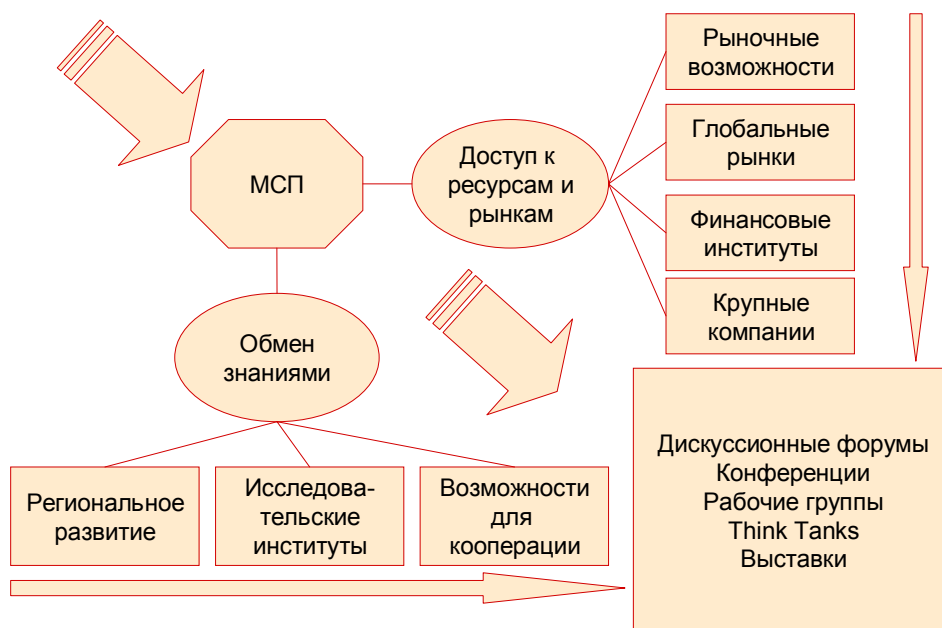 Рыночные
возможности
Глобальные
рынки
МСП
Доступ к
ресурсам и
рынкам
Финансовые
институты
Крупные
компании
Обмен
знаниями
Региональное
развитие
Исследова-
тельские
институты
Возможности
для
кооперации
Дискуссионные форумы
Конференции
Рабочие группы
Think Tanks
Выставки